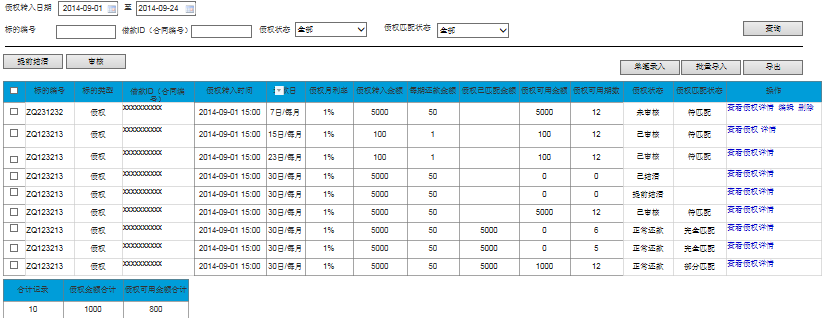 债权转入日期 2014-09-01 至 2014-09-24
标的编号 借款ID（合同编号） 债权状态 全部 债权匹配状态 全部 查询
提前结清 审核 单笔录入 批量导入 导出
标的编号 标的类型 借款ID（合同编号） 债权转入时间 款日 债权月利率 债权转入金额 每期还款金额 债权已匹配金额 债权可用金额 债权可用期数 债权状态 债权匹配状态 操作
ZQ231232 债权 XXXXXXXXXX 2014-09-01 15:00 7日/每月 1% 5000 50 5000 12 未审核 待匹配 查看债权详情 编辑 删除
ZQ123213 债权 XXXXXXXXXX 2014-09-01 15:00 15日/每月 1% 100 1 100 12 已审核 待匹配 查看债权 详情
ZQ123213 债权 XXXXXXXXXX 2014-09-01 15:00 23日/每月 1% 100 1 100 12 已审核 待匹配 查看债权详情
ZQ123213 债权 XXXXXXXXXX 2014-09-01 15:00 30日/每月 1% 5000 50 0 0 已结清 查看债权详情
ZQ123213 债权 XXXXXXXXXX 2014-09-01 15:00 30日/每月 1% 5000 50 0 0 提前结清 查看债权详情
ZQ123213 债权 XXXXXXXXXX 2014-09-01 15:00 30日/每月 1% 5000 50 5000 12 已审核 待匹配 查看债权详情
ZQ123213 债权 XXXXXXXXXX 2014-09-01 15:00 30日/每月 1% 5000 50 5000 0 6 正常还款 完全匹配 查看债权详情
ZQ123213 债权 XXXXXXXXXX 2014-09-01 15:00 30日/每月 1% 5000 50 5000 0 5 正常还款 完全匹配 查看债权详情
ZQ123213 债权 XXXXXXXXXX 2014-09-01 15:00 30日/每月 1% 5000 50 5000 1000 12 正常还款 部分匹配 查看债权详情
合计记录 债权金额合计 债权可用金额合计
10 1000 800